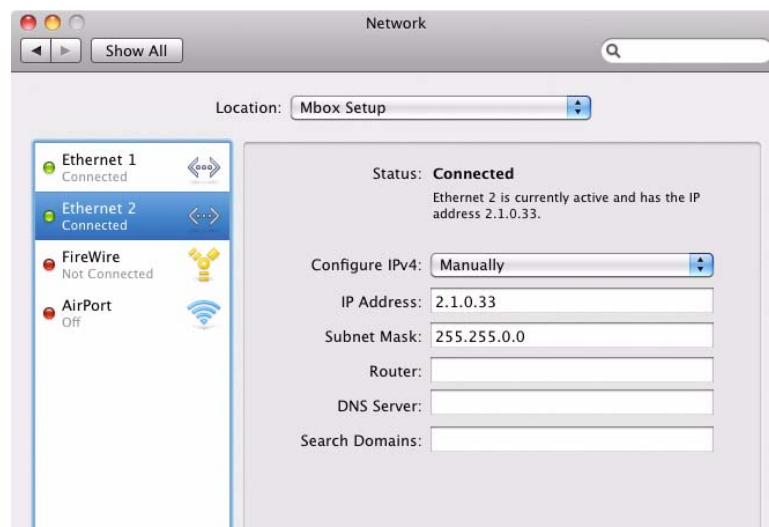 Network
Show All
Location: Mbox Setup
Ethernet 1
Connected
Ethernet 2
Connected
FireWire
Not Connected
AirPort
Off
Status: Connected
Ethernet 2 is currently active and has the IP
address 2.1.0.33.
Configure IPv4: Manually
IP Address: 2.1.0.33
Subnet Mask: 255.255.0.0
Router:
DNS Server:
Search Domains: